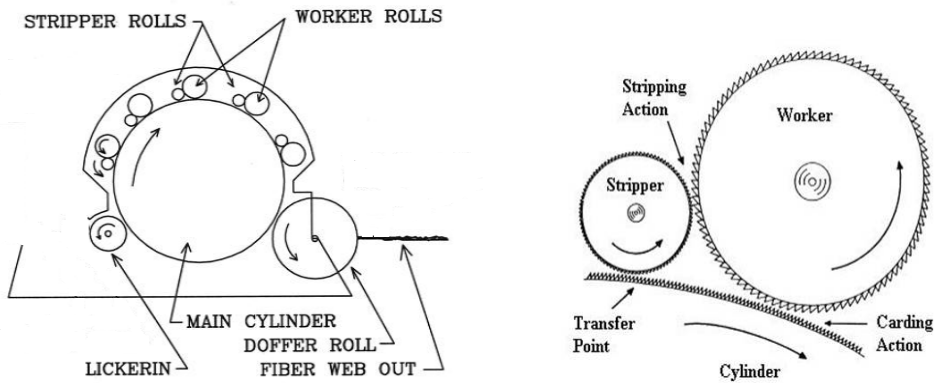 STRIPPER ROLLS
WORKER ROLLS
MAIN CYLINDER
DOFFER ROLL
LICKERIN
FIBER WEB OUT
Stripping
Action
Worker
Stripper
Transfer
Point
Carding
Action
Cylinder